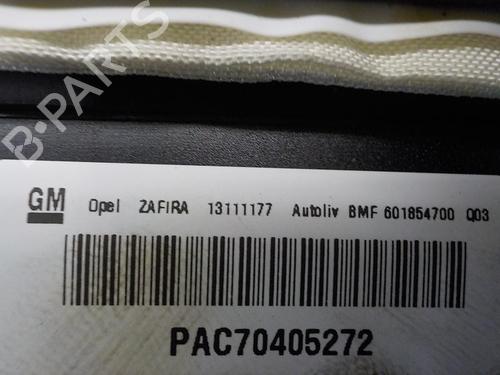 B-PARTS
GM Opel ZAFIRA 13111177 Autoliv BMF 601854700 Q03
PAC70405272